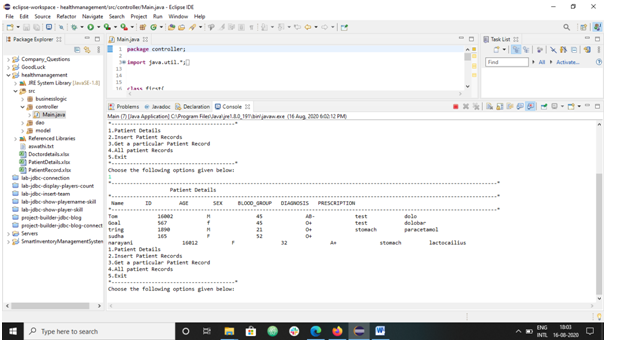 eclipse-workspace - healthmanagement/src/controller/Main.java - Eclipse IDE
File Edit Source Refactor Navigate Search Project Run Window Help
Package Explorer
Company_Questions
GoodLuck
healthmanagement
JRE System Library [JavaSE-1.8]
src
businesslogic
controller
Main.java
dao
model
Referenced Libraries
aswathi.txt
Doctordetails.xlsx
PatientDetails.xlsx
PatientRecord.xlsx
lab-jdbc-connection
lab-jdbc-display-players-count
lab-jdbc-insert-team
lab-jdbc-show-playername-skill
lab-jdbc-show-player-skill
project-builder-jdbc-blog
project-builder-jdbc-blog-connect
Servers
SmartInventoryManagementSystem
Main.java
1 package controller;
2
3 import java.util.*;
13
14
15
16 class First{
Task List
Find
All
Activate...
Problems Javadoc Declaration Console
Main (7) [Java Application] C:\Program Files\Java\jre1.8.0_191\bin\javaw.exe (16 Aug, 2020 6:02:12 PM)
*-----------------------------------*
1.Patient Details
2.Insert Patient Records
3.Get a particular Patient Record
4.All patient Records
5.Exit
*-----------------------------------*
Choose the following options given below:
1
Patient Details
Name ID AGE SEX BLOOD_GROUP DIAGNOSIS PRESCRIPTION
Tom 16002 M 45 AB- test dolo
Goal 567 f 45 O+ test dolobar
tring 1890 M 21 O+ stomach paracetamol
sudha 165 F 52 O+
narayani 16012 F 32 A+ stomach lactocailius
1.Patient Details
2.Insert Patient Records
3.Get a particular Patient Record
4.All patient Records
5.Exit
*-----------------------------------*
Choose the following options given below:
Type here to search
ENG
INTL
18:03
16-08-2020